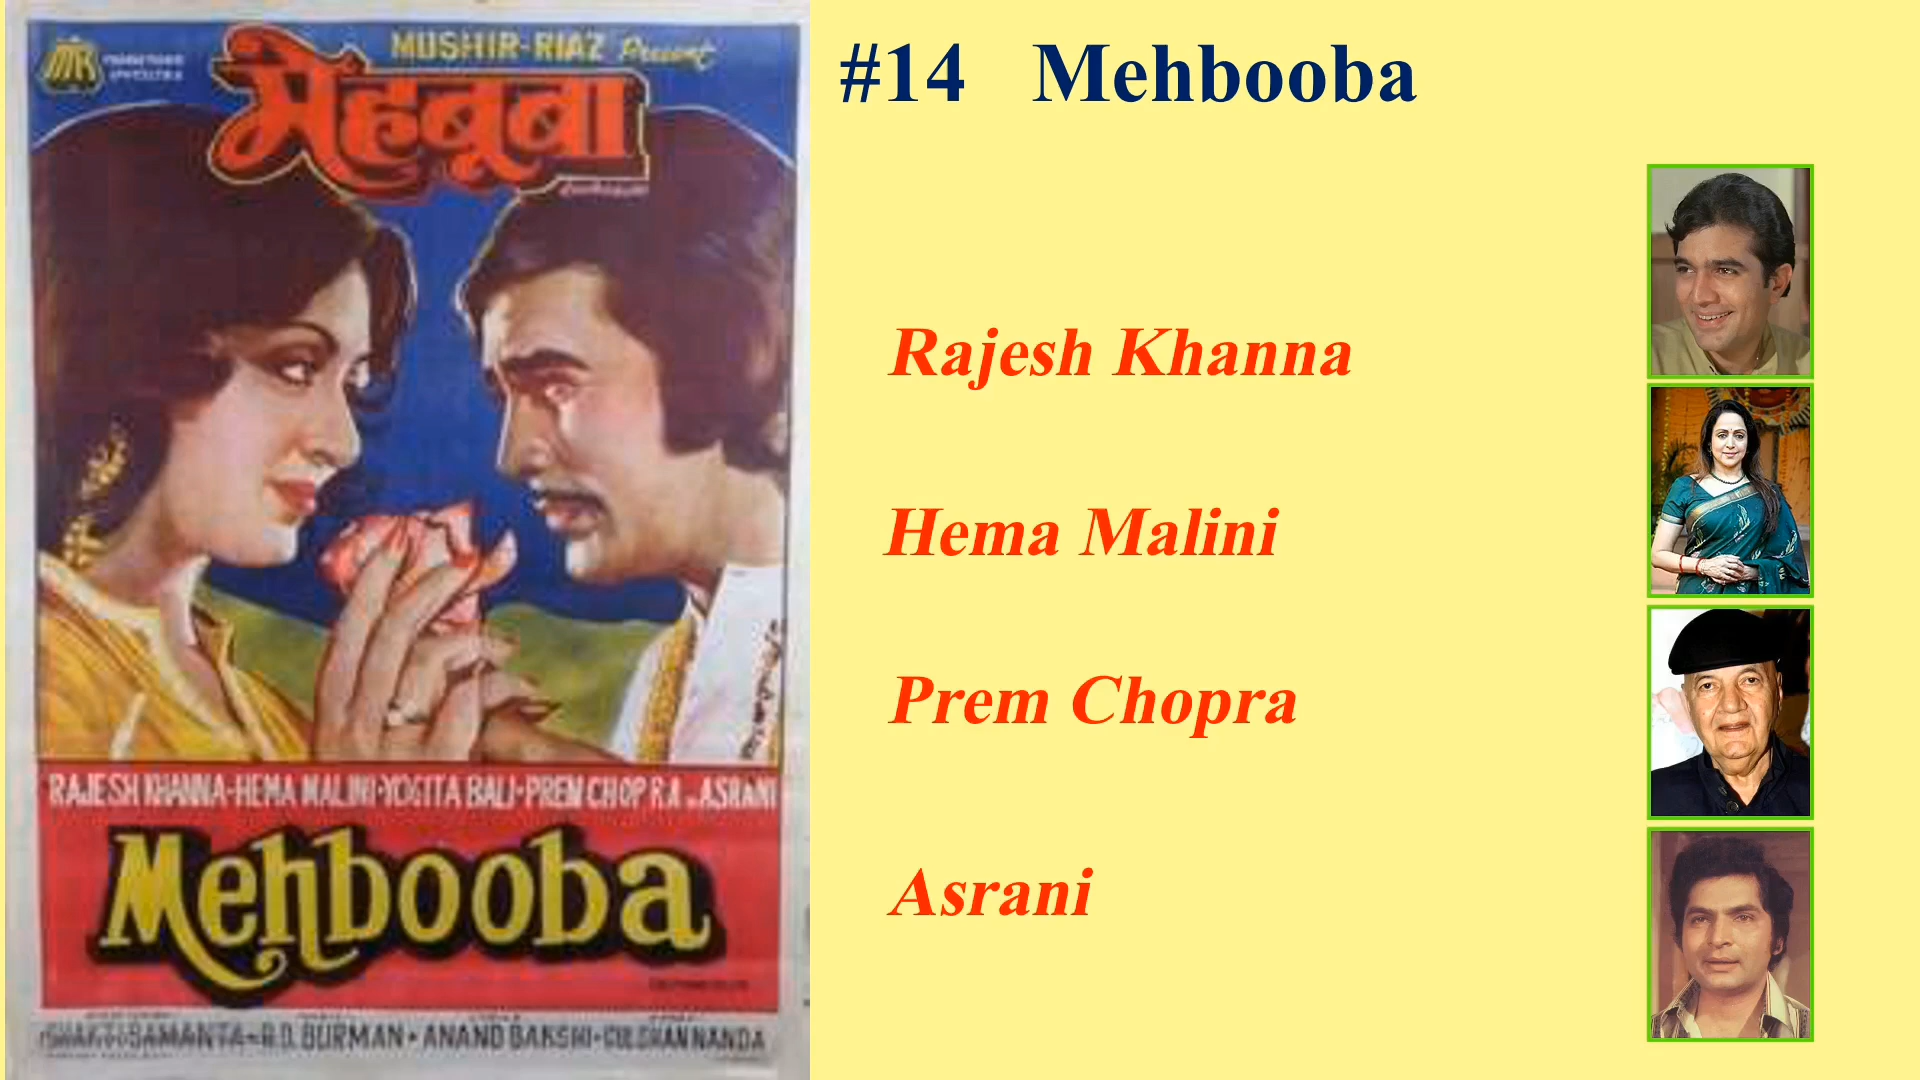 MUSHIR-RIAZ Present
मेहबूबा
RAJESH KHANNA-HEMA MALINI·YOGITA BALI·PREM CHOPRA ASRANI
Mehbooba
SHAKTI SAMANTA·R.D. BURMAN·ANAND BAKSHI·GULSHAN NANDA
#14 Mehbooba
Rajesh Khanna
Hema Malini
Prem Chopra
Asrani